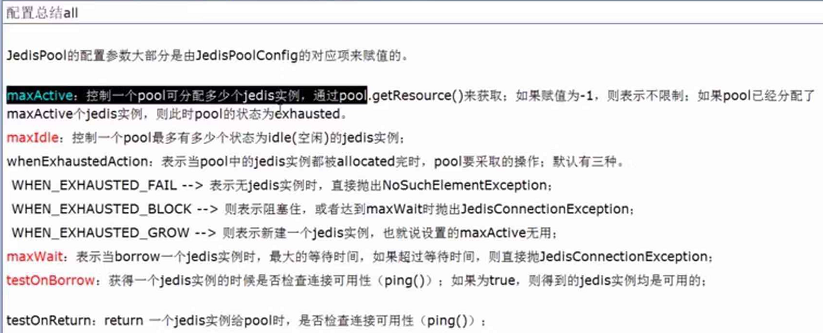 配置总结all
JedisPool的配置参数大部分是由JedisPoolConfig的对应项来赋值的。
maxActive：控制一个pool可分配多少个jedis实例，通过pool.getResource()来获取；如果赋值为-1，则表示不限制；如果pool已经分配了
maxActive个jedis实例，则此时pool的状态为exhausted。
maxIdle：控制一个pool最多有多少个状态为idle(空闲)的jedis实例；
whenExhaustedAction：表示当pool中的jedis实例都被allocated完时，pool要采取的操作；默认有三种。
WHEN_EXHAUSTED_FAIL --> 表示无jedis实例时，直接抛出NoSuchElementException；
WHEN_EXHAUSTED_BLOCK --> 则表示阻塞住，或者达到maxWait时抛出JedisConnectionException；
WHEN_EXHAUSTED_GROW --> 则表示新建一个jedis实例，也就说设置的maxActive无用；
maxWait：表示当borrow一个jedis实例时，最大的等待时间，如果超过等待时间，则直接抛JedisConnectionException；
testOnBorrow：获得一个jedis实例的时候是否检查连接可用性（ping()）；如果为true，则得到的jedis实例均是可用的；
testOnReturn：return 一个jedis实例给pool时，是否检查连接可用性（ping()）；